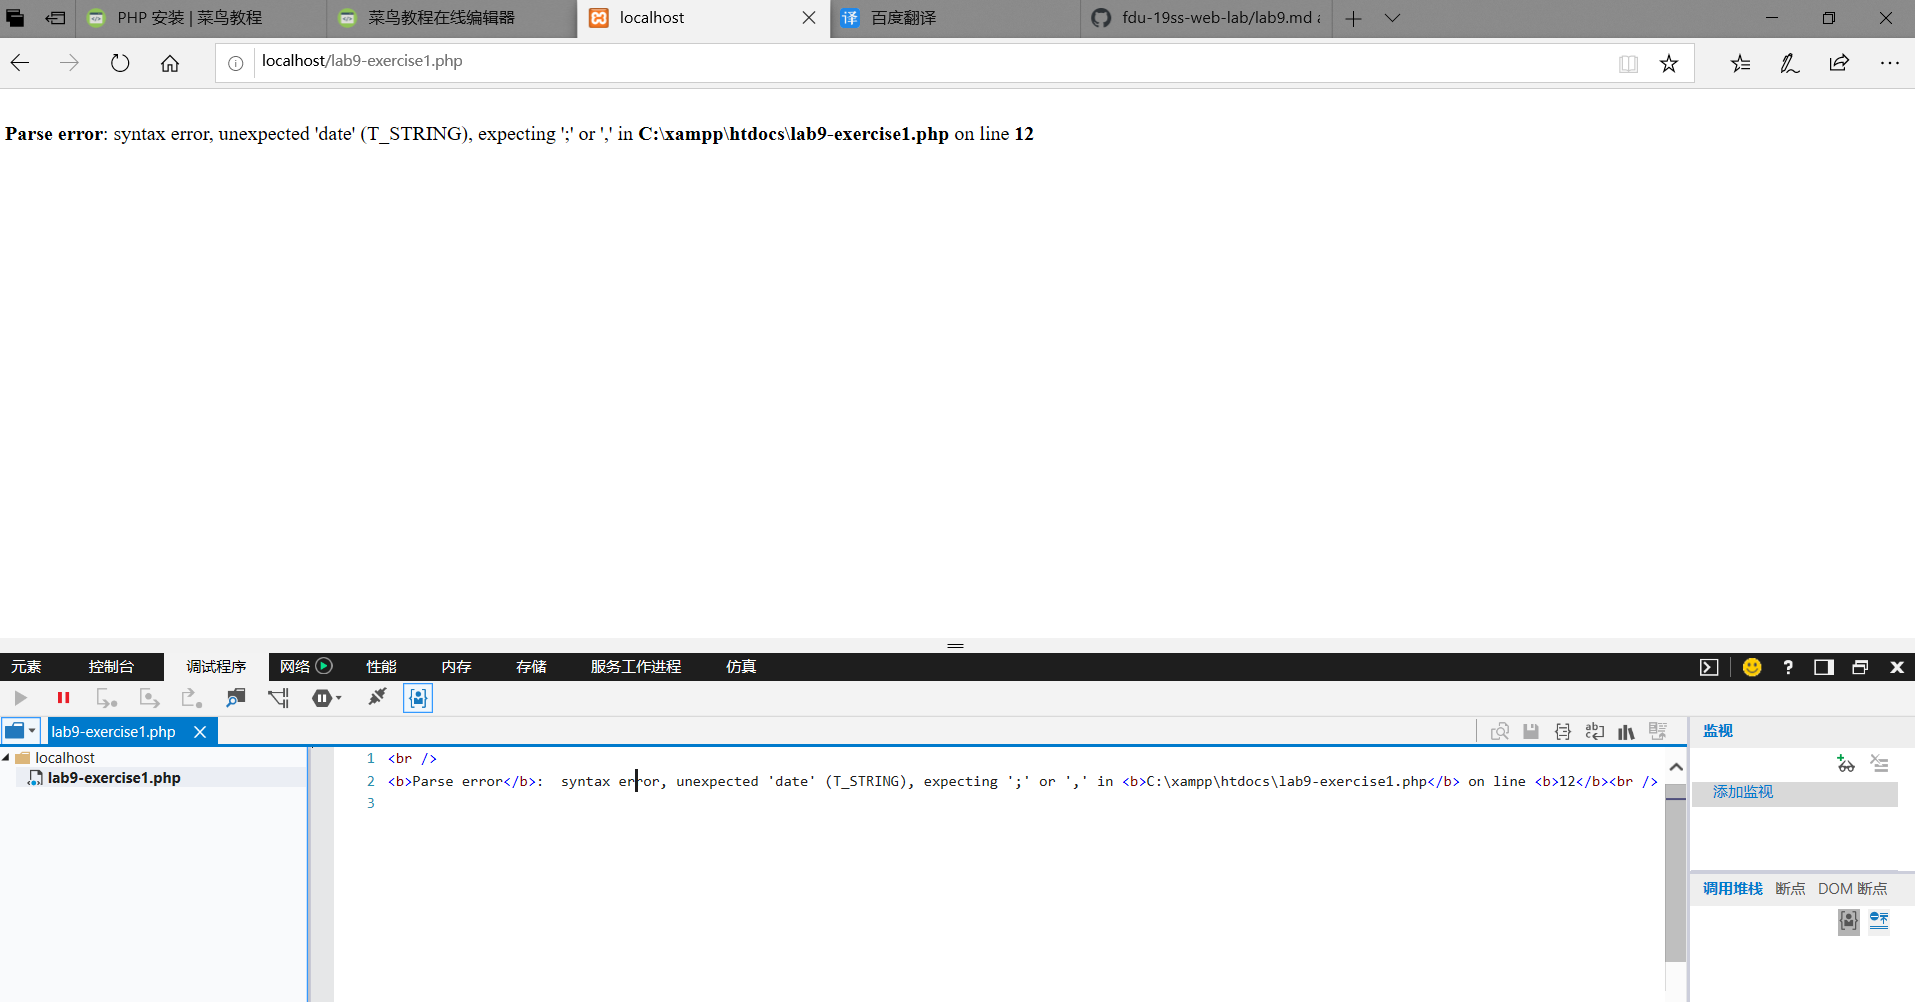 PHP 安装 | 菜鸟教程
菜鸟教程在线编辑器
localhost
译 百度翻译
fdu-19ss-web-lab/lab9.md a
localhost/lab9-exercise1.php
Parse error: syntax error, unexpected 'date' (T_STRING), expecting ';' or ',' in C:\xampp\htdocs\lab9-exercise1.php on line 12
元素 控制台 调试程序 网络 性能 内存 存储 服务工作进程 仿真
lab9-exercise1.php
监视
localhost
lab9-exercise1.php
1 <br />
2 <b>Parse error</b>:  syntax error, unexpected 'date' (T_STRING), expecting ';' or ',' in <b>C:\xampp\htdocs\lab9-exercise1.php</b> on line <b>12</b><br />
3
添加监视
调用堆栈 断点 DOM 断点